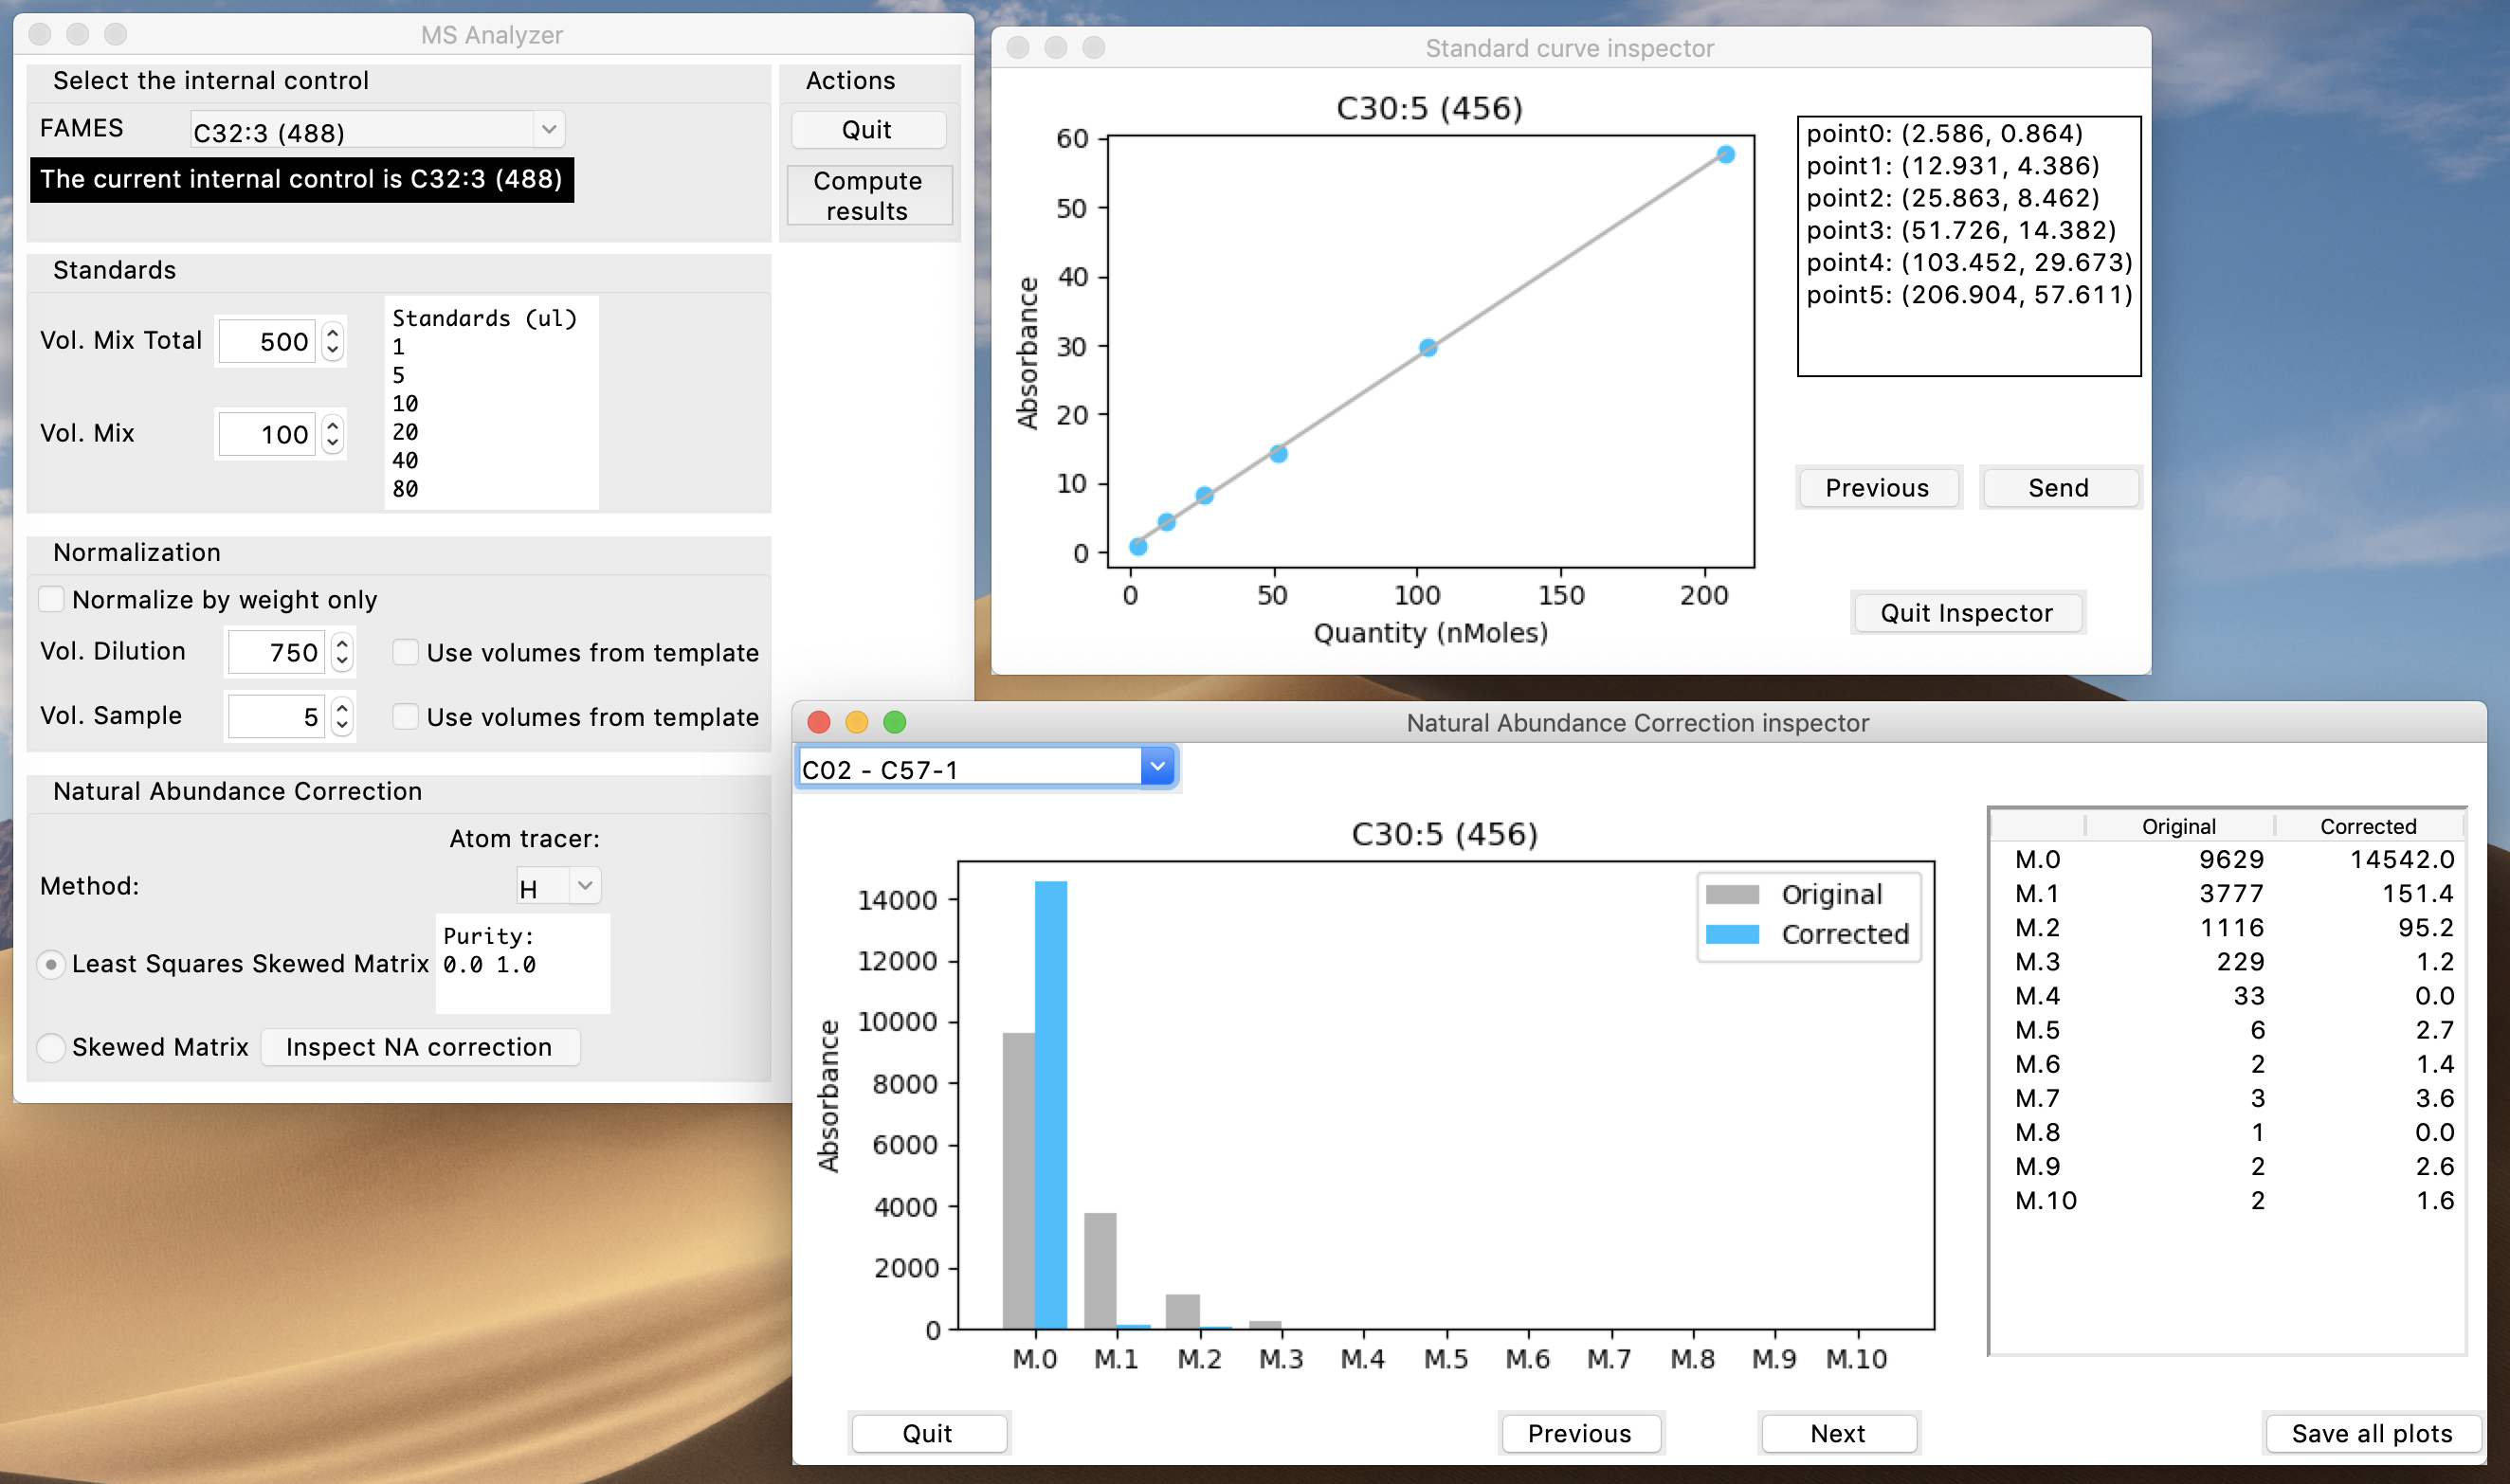 MS Analyzer
Select the internal control
FAMES
C32:3 (488)
The current internal control is C32:3 (488)
Actions
Quit
Compute
results
Standards
Vol. Mix Total
500
Vol. Mix
100
Standards (ul)
1
5
10
20
40
80
Normalization
Normalize by weight only
Vol. Dilution
750
Use volumes from template
Vol. Sample
5
Use volumes from template
Natural Abundance Correction
Atom tracer:
Method:
H
Least Squares Skewed Matrix
Purity:
0.0 1.0
Skewed Matrix
Inspect NA correction
Standard curve inspector
C30:5 (456)
60
50
40
30
20
10
0
Absorbance
0 50 100 150 200
Quantity (nMoles)
point0: (2.586, 0.864)
point1: (12.931, 4.386)
point2: (25.863, 8.462)
point3: (51.726, 14.382)
point4: (103.452, 29.673)
point5: (206.904, 57.611)
Previous
Send
Quit Inspector
Natural Abundance Correction inspector
C02 - C57-1
C30:5 (456)
Original
Corrected
14000
12000
10000
8000
6000
4000
2000
0
Absorbance
M.0 M.1 M.2 M.3 M.4 M.5 M.6 M.7 M.8 M.9 M.10
Original Corrected
M.0 9629 14542.0
M.1 3777 151.4
M.2 1116 95.2
M.3 229 1.2
M.4 33 0.0
M.5 6 2.7
M.6 2 1.4
M.7 3 3.6
M.8 1 0.0
M.9 2 2.6
M.10 2 1.6
Quit
Previous
Next
Save all plots